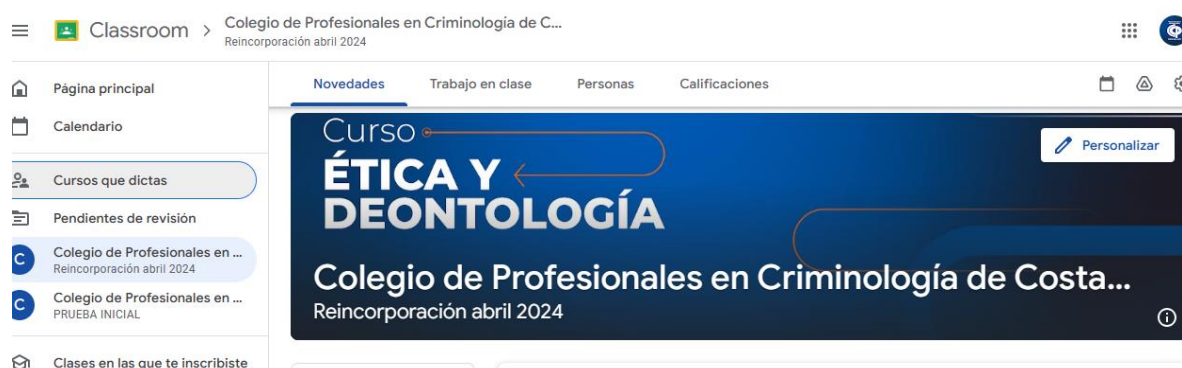 Classroom > Colegio de Profesionales en Criminología de C...
Reincorporación abril 2024
Página principal
Calendario
Cursos que dictas
Pendientes de revisión
C Colegio de Profesionales en ...
Reincorporación abril 2024
C Colegio de Profesionales en ...
PRUEBA INICIAL
Clases en las que te inscribiste
Novedades Trabajo en clase Personas Calificaciones
Curso
ÉTICA Y
DEONTOLOGÍA
Personalizar
Colegio de Profesionales en Criminología de Costa...
Reincorporación abril 2024